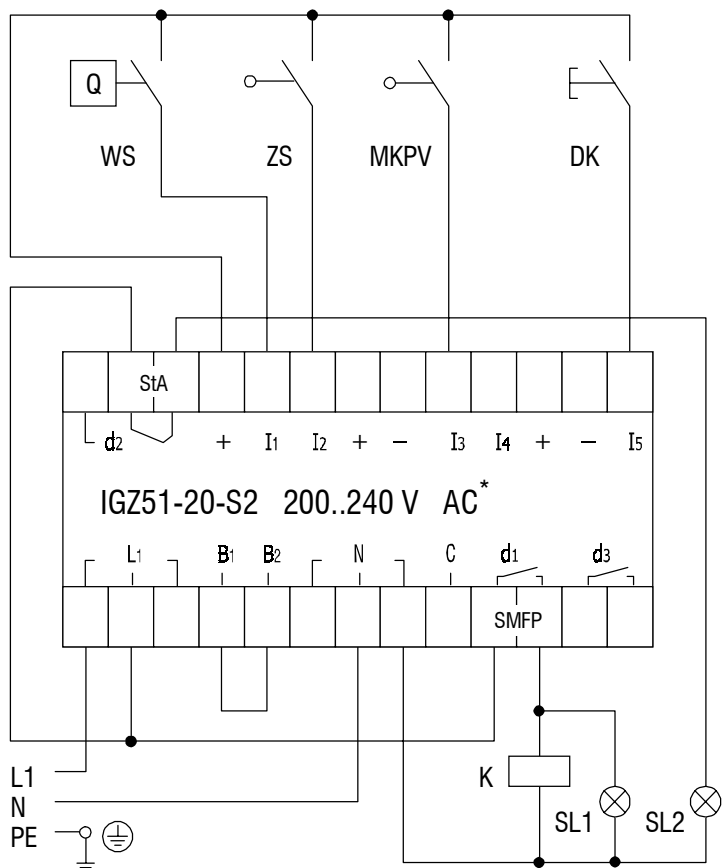 Q
WS ZS MKPV DK
StA
d2 + I1 I2 + – I3 I4 + – I5
IGZ51-20-S2 200..240 V AC*
L1 B1 B2 N C d1 d3
SMFP
L1
N
PE
K
SL1 SL2